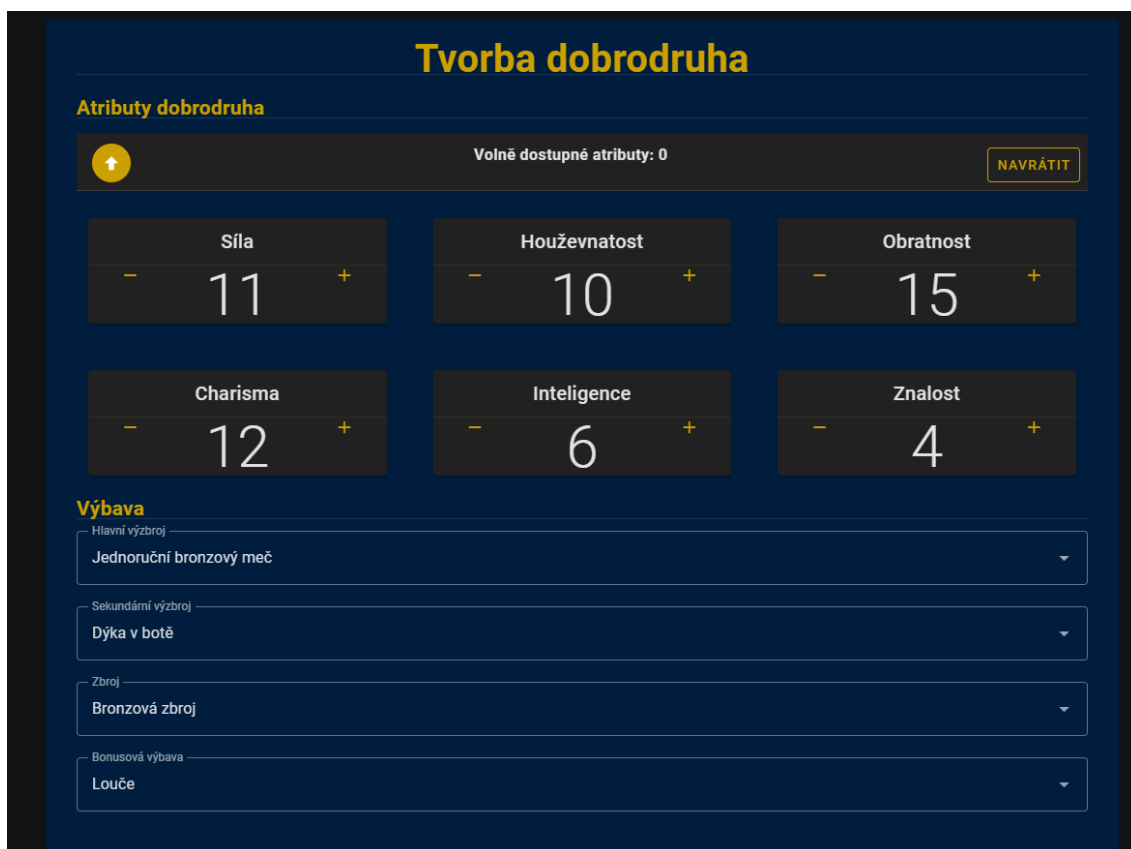 Tvorba dobrodruha
Atributy dobrodruha
Volně dostupné atributy: 0
NAVRÁTIT
Síla
Houževnatost
Obratnost
− 11 +
− 10 +
− 15 +
Charisma
Inteligence
Znalost
− 12 +
− 6 +
− 4 +
Výbava
Hlavní výzbroj
Jednoruční bronzový meč
Sekundární výzbroj
Dýka v botě
Zbroj
Bronzová zbroj
Bonusová výbava
Louče